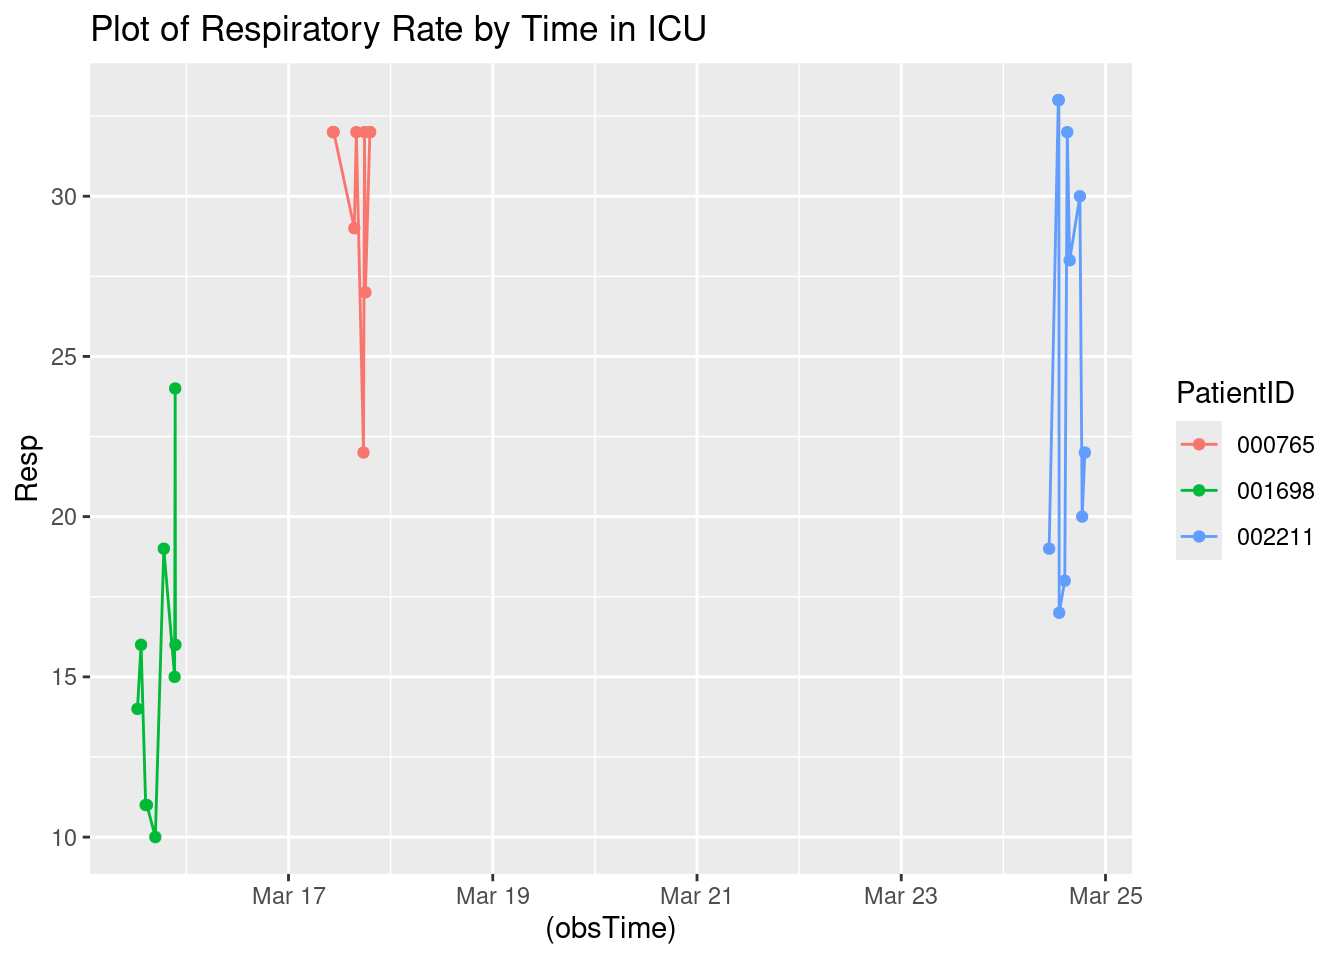 Plot of Respiratory Rate by Time in ICU
30
25
20
15
10
Resp
Mar 17 Mar 19 Mar 21 Mar 23 Mar 25
(obsTime)
PatientID
000765
001698
002211